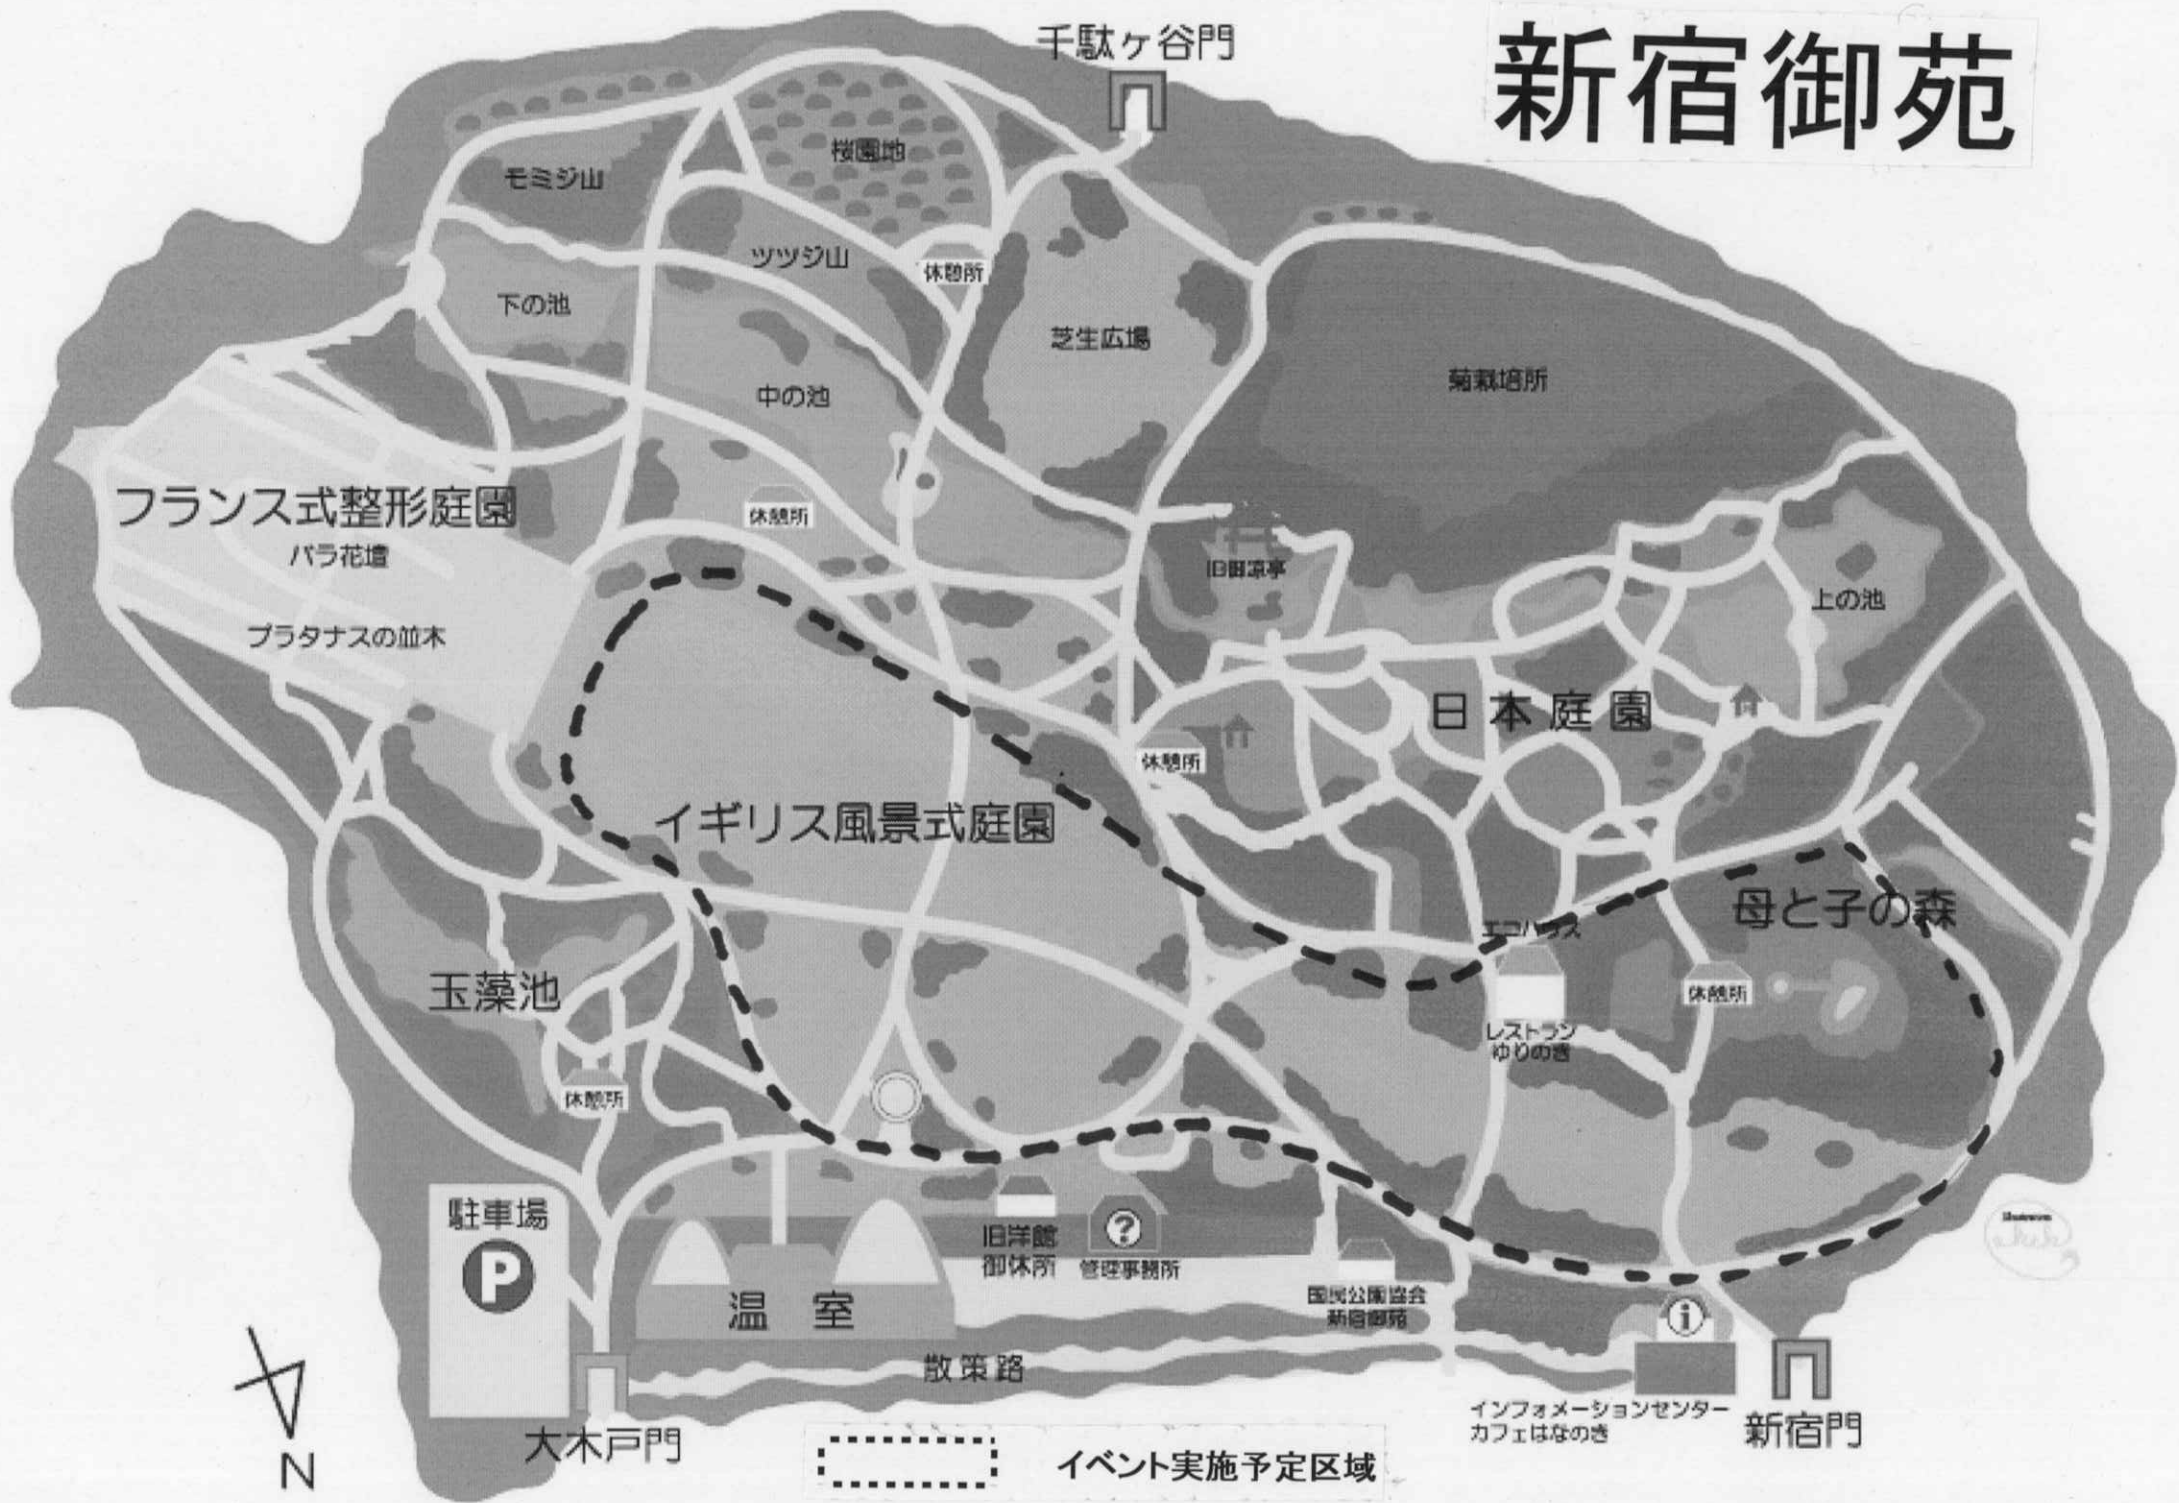 新宿御苑
千駄ヶ谷門
桜園地
モミジ山
ツツジ山
休憩所
下の池
芝生広場
菊栽培所
中の池
フランス式整形庭園
バラ花壇
休憩所
旧御凉亭
上の池
プラタナスの並木
日本庭園
休憩所
イギリス風景式庭園
母と子の森
エコハウス
玉藻池
休憩所
レストラン
ゆりのき
休憩所
駐車場
P
旧洋館
御休所
?
管理事務所
温室
国民公園協会
新宿御苑
i
散策路
インフォメーションセンター
カフェはなのき
新宿門
大木戸門
N
イベント実施予定区域